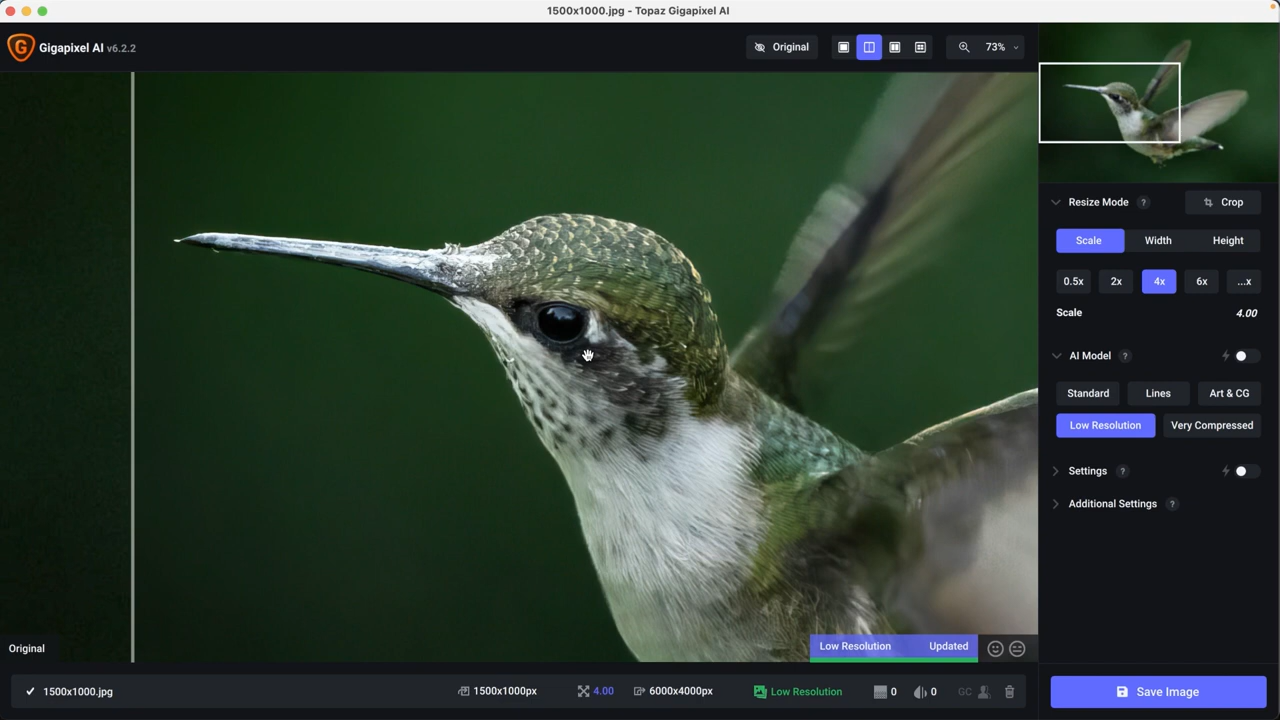 1500x1000.jpg - Topaz Gigapixel AI
G Gigapixel AI v6.2.2
Original
73%
Resize Mode ?
Crop
Scale Width Height
0.5x 2x 4x 6x ...x
Scale 4.00
AI Model ?
Standard Lines Art & CG
Low Resolution Very Compressed
Settings ?
Additional Settings ?
Original
Low Resolution Updated
1500x1000.jpg 1500x1000px 4.00 6000x4000px Low Resolution 0 0 GC
Save Image